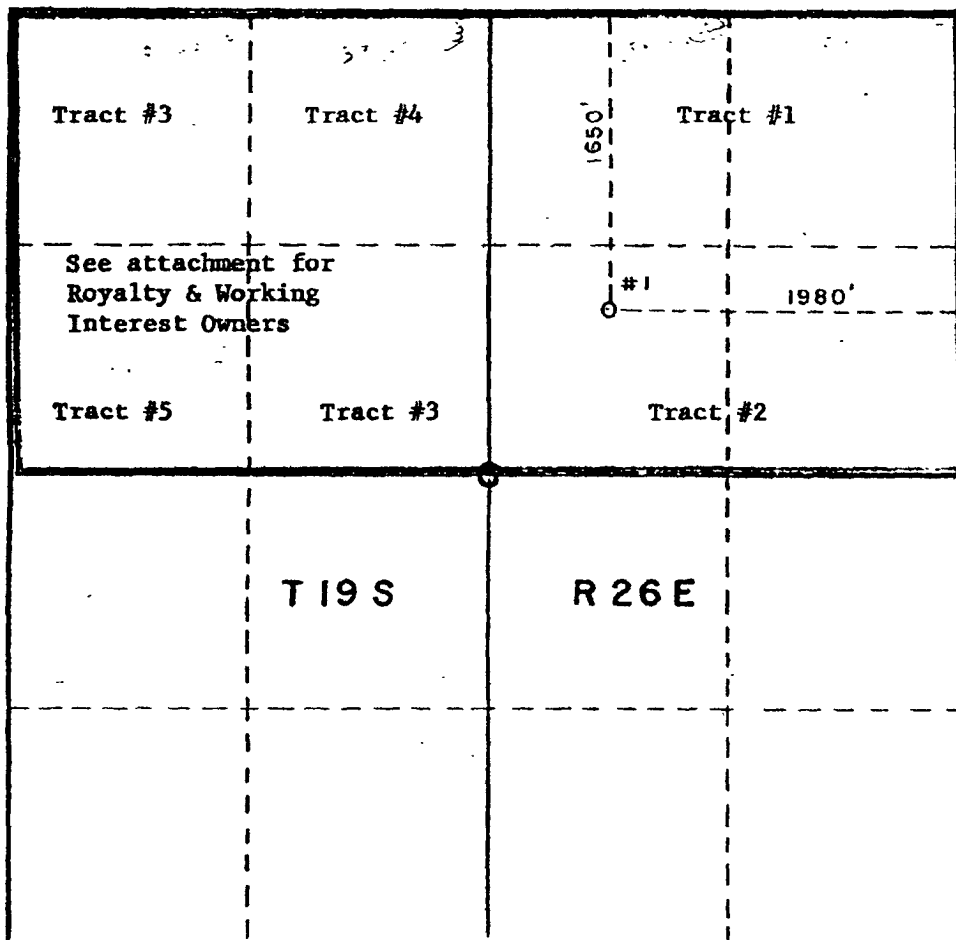 Tract #3
Tract #4
1650'
Tract #1
See attachment for
Royalty & Working
Interest Owners
#1
1980'
Tract #5
Tract #3
Tract #2
T 19 S
R 26 E